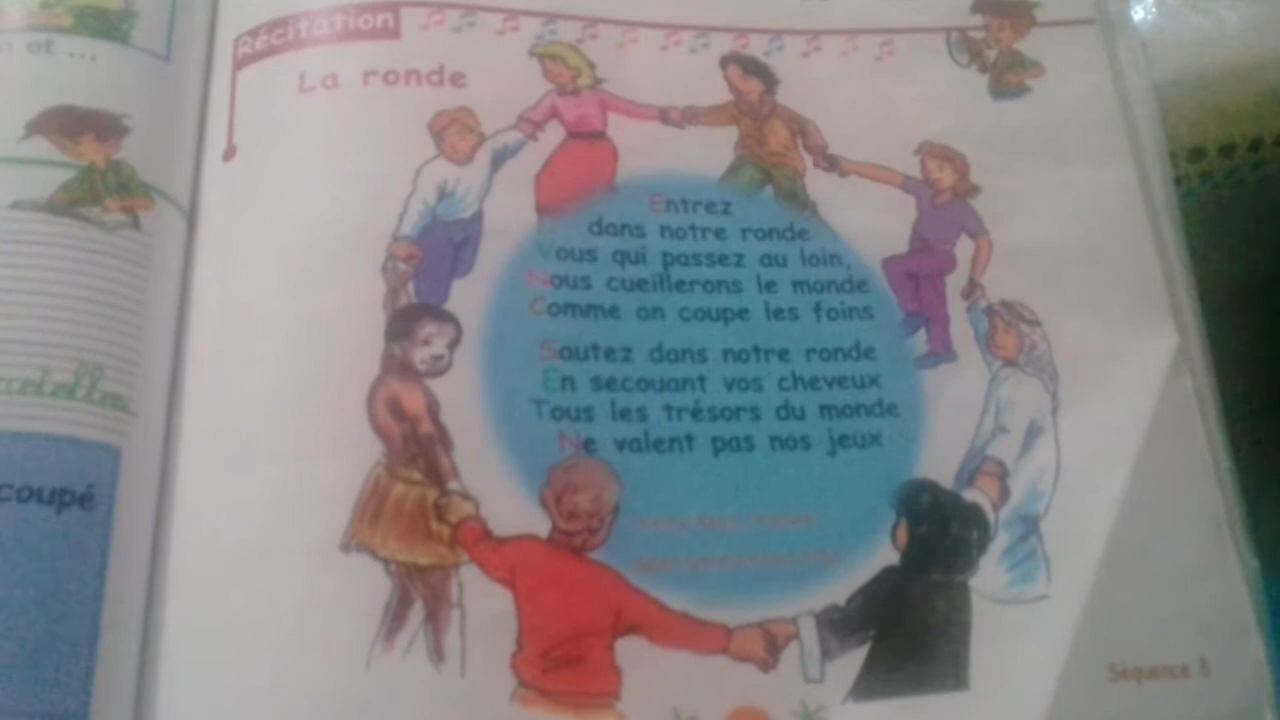 Récitation
La ronde
Entrez
dans notre ronde
Vous qui passez au loin,
Nous cueillerons le monde
Comme on coupe les foins
Sautez dans notre ronde
En secouant vos cheveux
Tous les trésors du monde
Ne valent pas nos jeux
et ...
coupé
Séquence 8